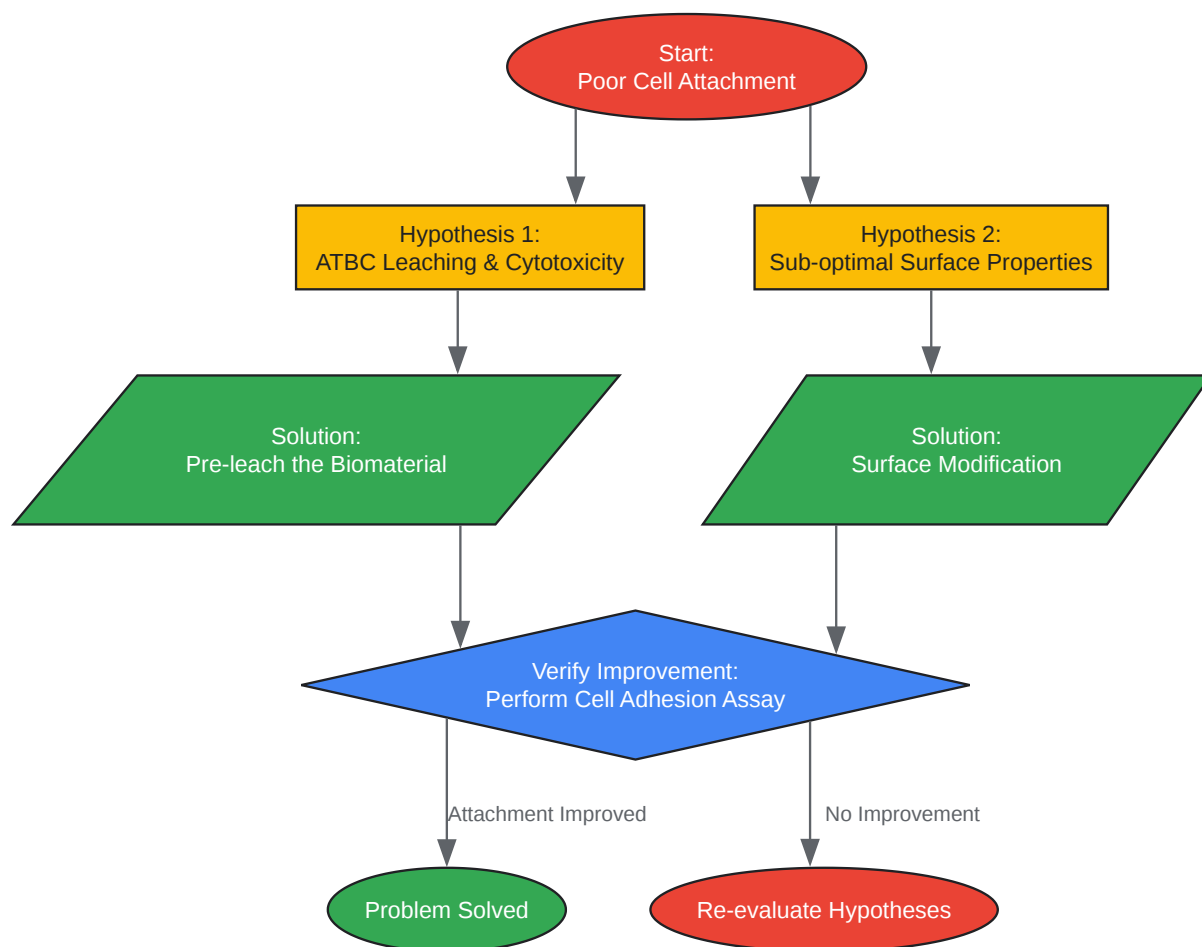 Start:
Poor Cell Attachment
Hypothesis 1:
ATBC Leaching & Cytotoxicity
Hypothesis 2:
Sub-optimal Surface Properties
Solution:
Pre-leach the Biomaterial
Solution:
Surface Modification
Verify Improvement:
Perform Cell Adhesion Assay
Attachment Improved
No Improvement
Problem Solved
Re-evaluate Hypotheses